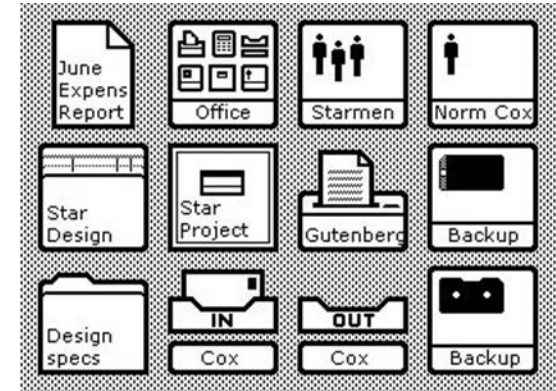 June
Expens
Report
Office
Starmen
Norm Cox
Star
Design
Star
Project
Gutenberg
Backup
Design
specs
IN
Cox
OUT
Cox
Backup